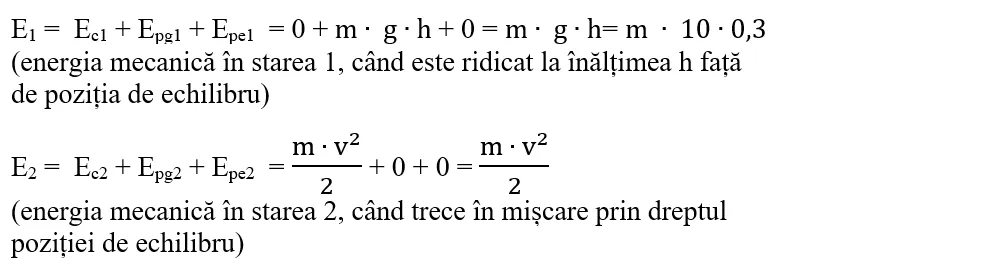 E₁ = E꜀₁ + Eₚg₁ + Eₚₑ₁ = 0 + m · g · h + 0 = m · g · h= m · 10 · 0,3
(energia mecanică în starea 1, când este ridicat la înălțimea h față
de poziția de echilibru)
E₂ = E꜀₂ + Eₚg₂ + Eₚₑ₂ = m · v²/2 + 0 + 0 = m · v²/2
(energia mecanică în starea 2, când trece în mișcare prin dreptul
poziției de echilibru)